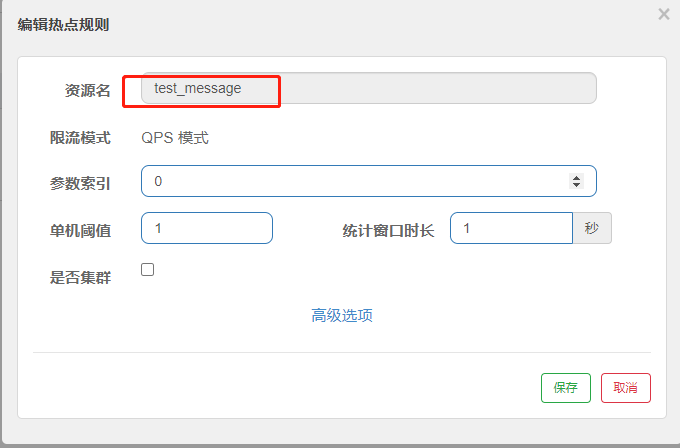 编辑热点规则
×
资源名 test_message
限流模式 QPS 模式
参数索引 0
单机阈值 1 统计窗口时长 1 秒
是否集群
高级选项
保存 取消